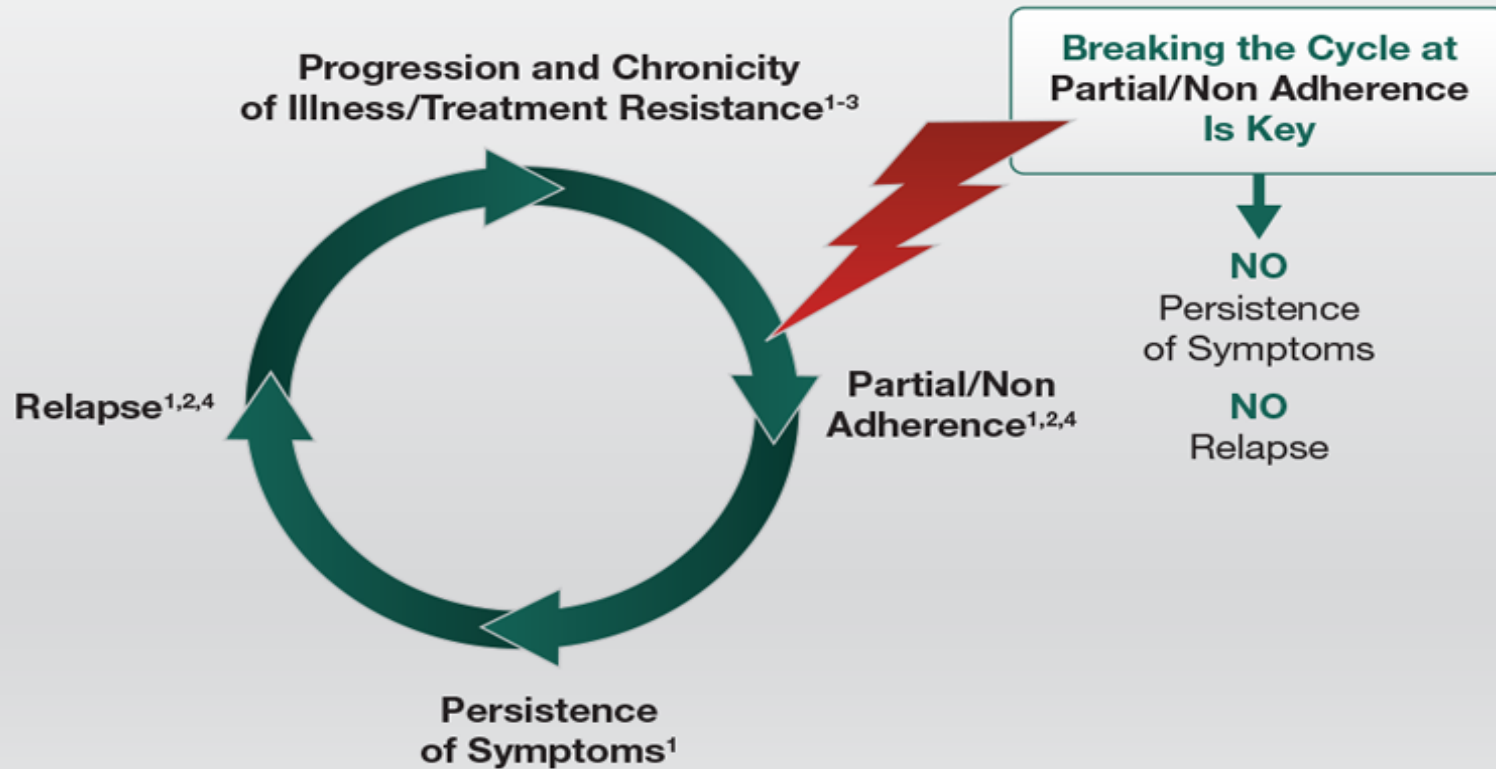 Progression and Chronicity
of Illness/Treatment Resistance¹⁻³
Breaking the Cycle at
Partial/Non Adherence
Is Key
NO
Persistence
of Symptoms
NO
Relapse
Partial/Non
Adherence¹,²,⁴
Relapse¹,²,⁴
Persistence
of Symptoms¹